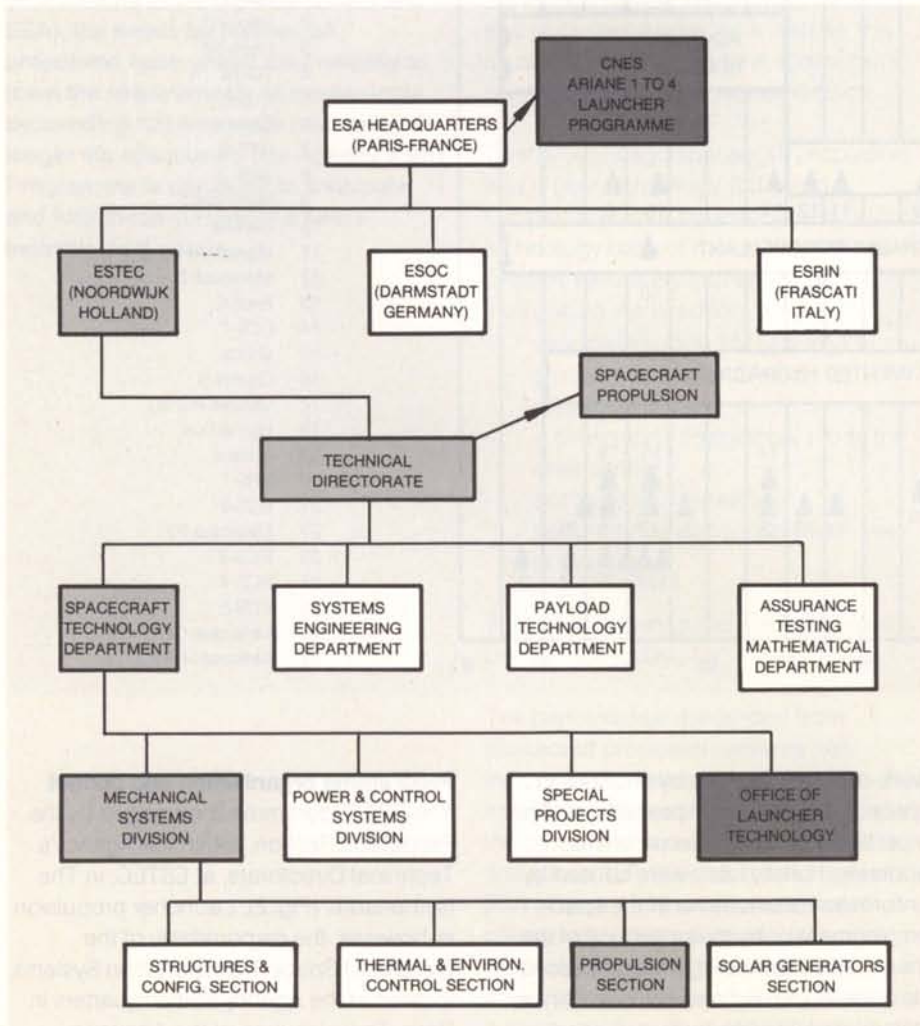 CNES
ARIANE 1 TO 4
LAUNCHER
PROGRAMME
ESA HEADQUARTERS
(PARIS-FRANCE)
ESTEC
(NOORDWIJK
HOLLAND)
ESOC
(DARMSTADT
GERMANY)
ESRIN
(FRASCATI
ITALY)
SPACECRAFT
PROPULSION
TECHNICAL
DIRECTORATE
SPACECRAFT
TECHNOLOGY
DEPARTMENT
SYSTEMS
ENGINEERING
DEPARTMENT
PAYLOAD
TECHNOLOGY
DEPARTMENT
ASSURANCE
TESTING
MATHEMATICAL
DEPARTMENT
MECHANICAL
SYSTEMS
DIVISION
POWER & CONTROL
SYSTEMS
DIVISION
SPECIAL
PROJECTS
DIVISION
OFFICE OF
LAUNCHER
TECHNOLOGY
STRUCTURES &
CONFIG. SECTION
THERMAL & ENVIRON.
CONTROL SECTION
PROPULSION
SECTION
SOLAR GENERATORS
SECTION